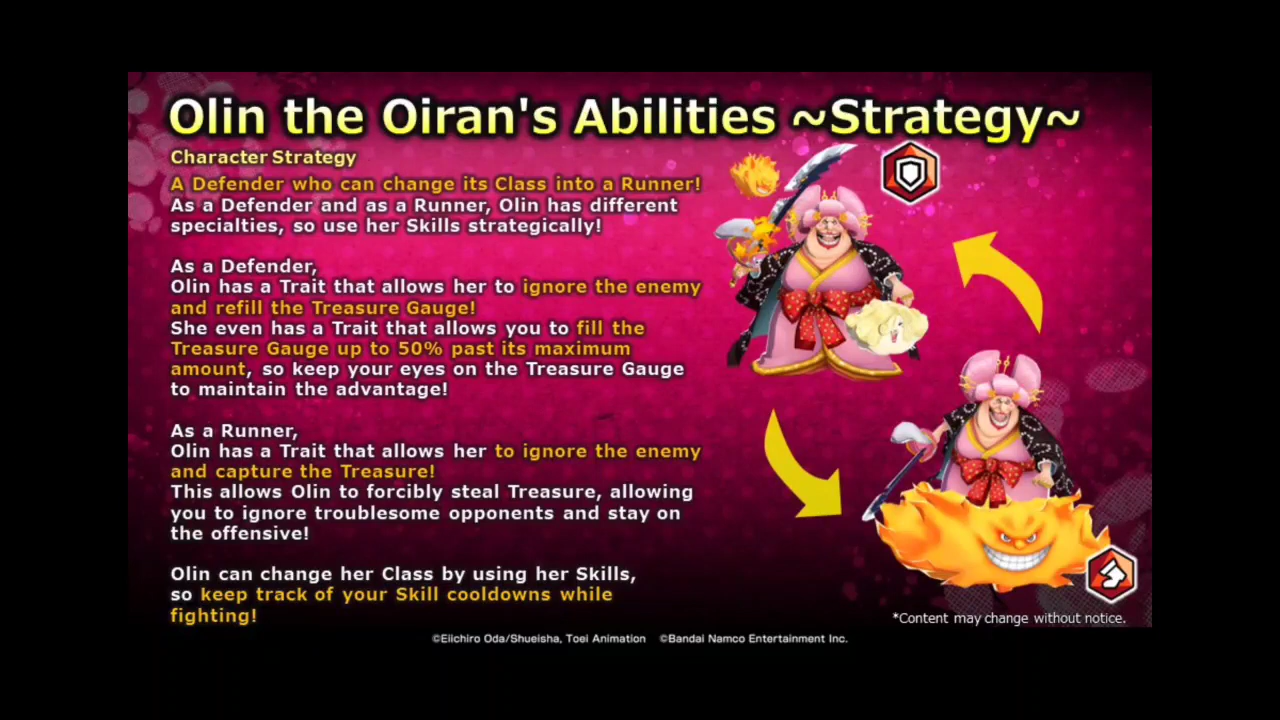 Olin the Oiran's Abilities ~Strategy~
Character Strategy
A Defender who can change its Class into a Runner!
As a Defender and as a Runner, Olin has different
specialties, so use her Skills strategically!
As a Defender,
Olin has a Trait that allows her to ignore the enemy
and refill the Treasure Gauge!
She even has a Trait that allows you to fill the
Treasure Gauge up to 50% past its maximum
amount, so keep your eyes on the Treasure Gauge
to maintain the advantage!
As a Runner,
Olin has a Trait that allows her to ignore the enemy
and capture the Treasure!
This allows Olin to forcibly steal Treasure, allowing
you to ignore troublesome opponents and stay on
the offensive!
Olin can change her Class by using her Skills,
so keep track of your Skill cooldowns while
fighting!
*Content may change without notice.
©Eiichiro Oda/Shueisha, Toei Animation ©Bandai Namco Entertainment Inc.